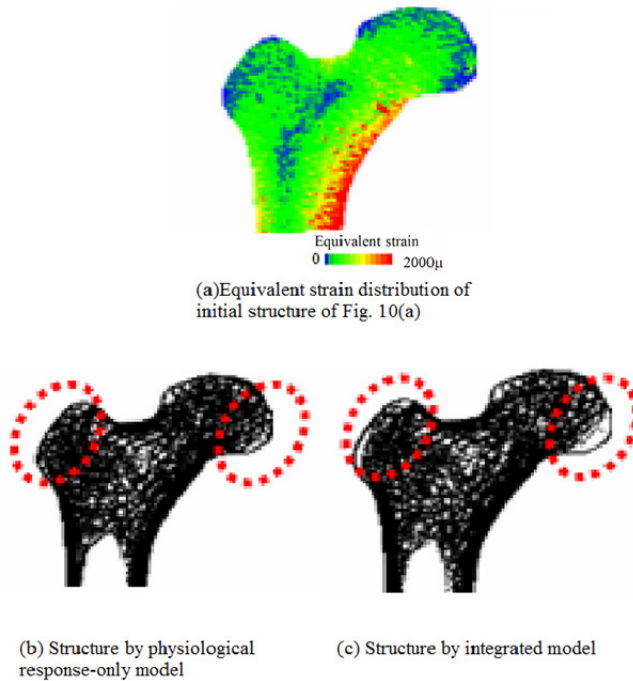 Equivalent strain
0 2000μ
(a)Equivalent strain distribution of
initial structure of Fig. 10(a)
(b) Structure by physiological
response-only model
(c) Structure by integrated model